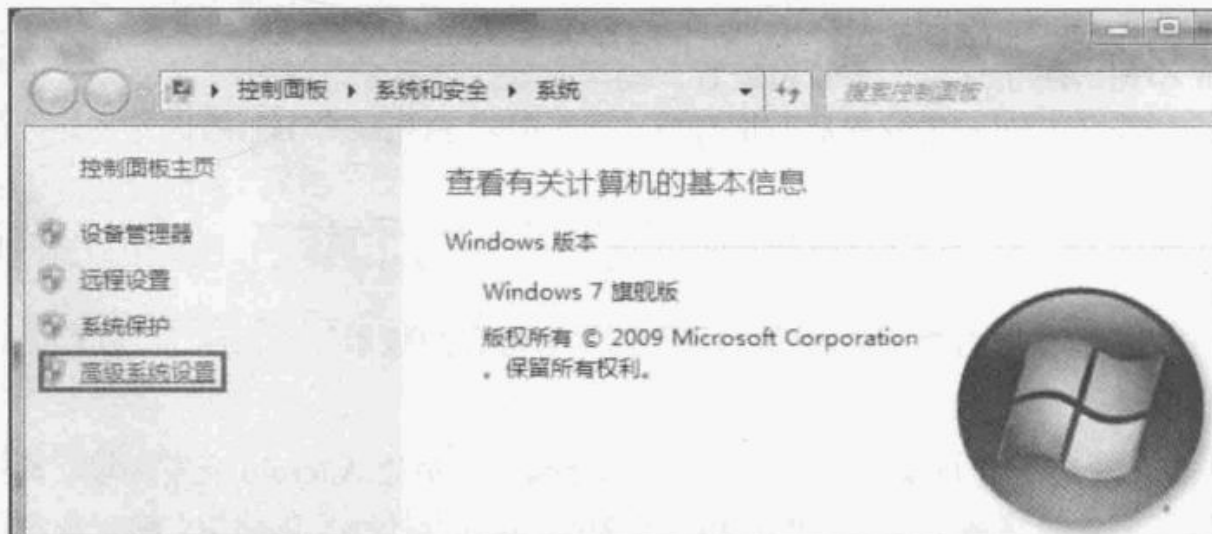 控制面板 ▸ 系统和安全 ▸ 系统
搜索控制面板
控制面板主页
设备管理器
远程设置
系统保护
高级系统设置
查看有关计算机的基本信息
Windows 版本
Windows 7 旗舰版
版权所有 © 2009 Microsoft Corporation
。保留所有权利。